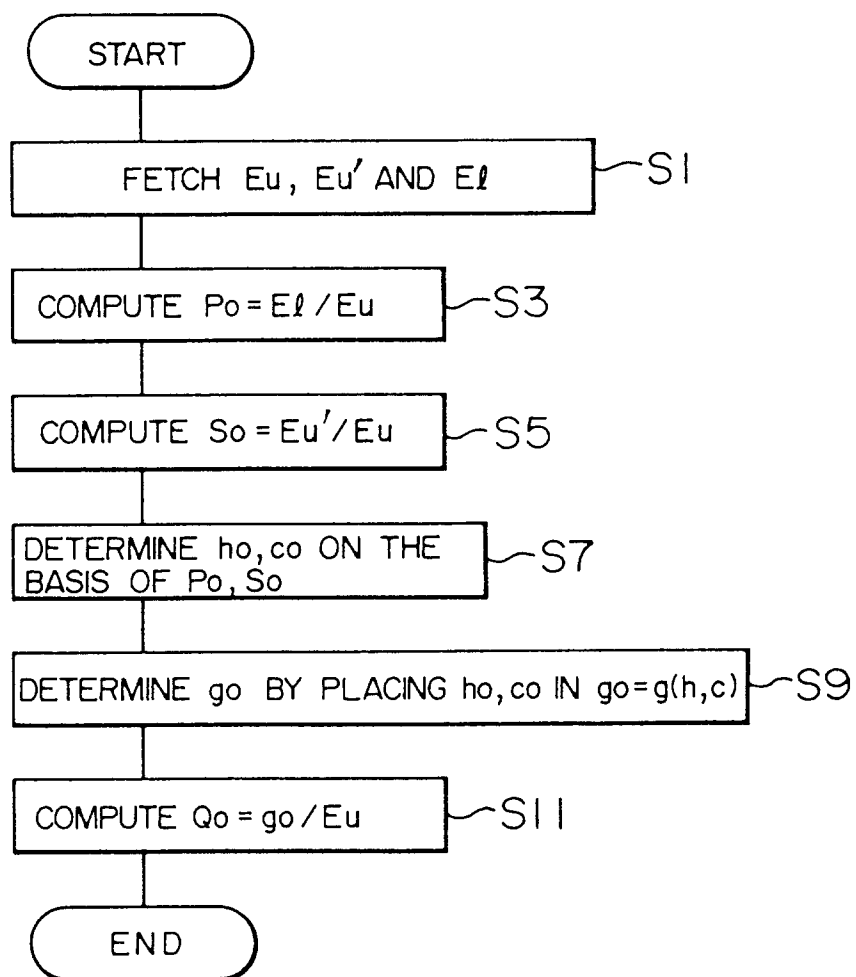 START
FETCH Eu, Eu' AND Eℓ
S1
COMPUTE Po = Eℓ / Eu
S3
COMPUTE So = Eu' / Eu
S5
DETERMINE ho, co ON THE
BASIS OF Po, So
S7
DETERMINE go BY PLACING ho, co IN go = g(h,c)
S9
COMPUTE Qo = go / Eu
S11
END